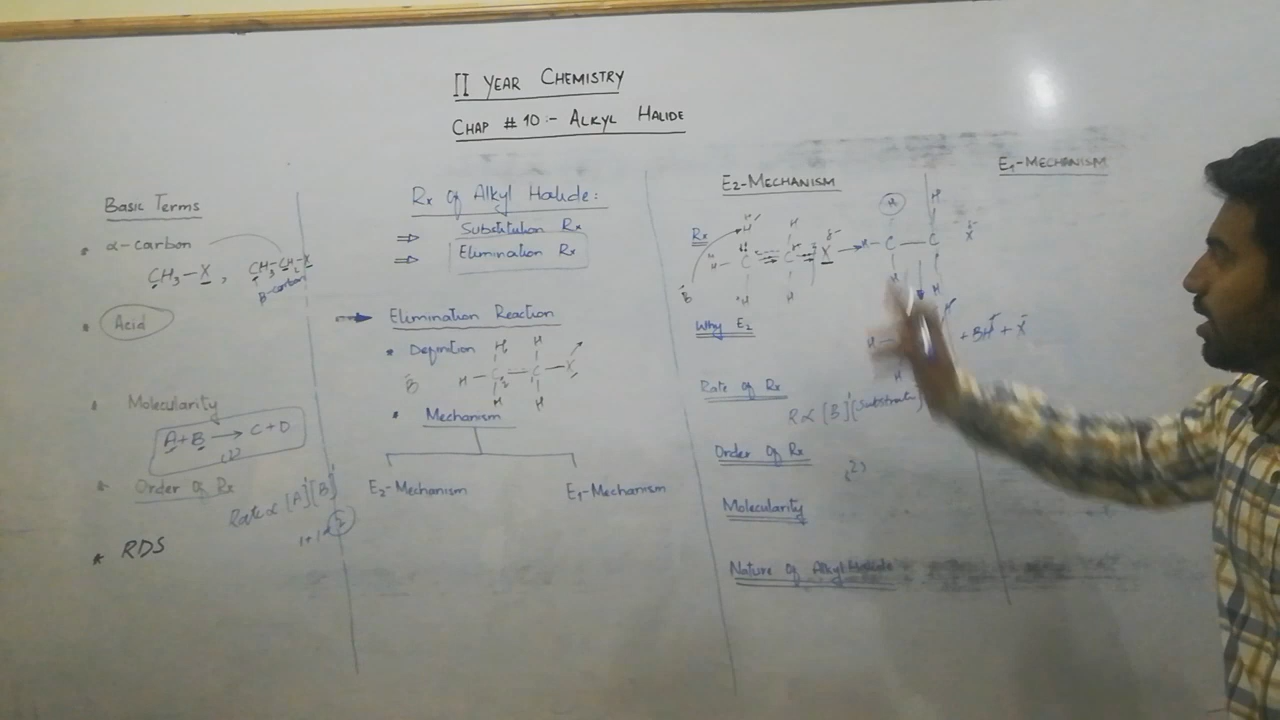 II YEAR CHEMISTRY
CHAP # 10:- ALKYL HALIDE
Basic Terms
α-carbon
CH₃-X, CH₃-CH₂-X
β-carbon
Acid
Molecularity
A+B → C+D
Order of Rx
Rate ∝ [A]¹[B]¹
1+1=2
* RDS
Rx of Alkyl Halide:
⇒ Substitution Rx
⇒ Elimination Rx
→ Elimination Reaction
* Definition
H H
B̄ H-C=C-X
H H
* Mechanism
E₂-Mechanism E₁-Mechanism
E₂-MECHANISM
Rx
Why E₂
+ BH + X̄
Rate of Rx
R ∝ [B]¹[Substrate]
Order of Rx
(2)
Molecularity
Nature of Alkyl Halide
E₁-MECHANISM